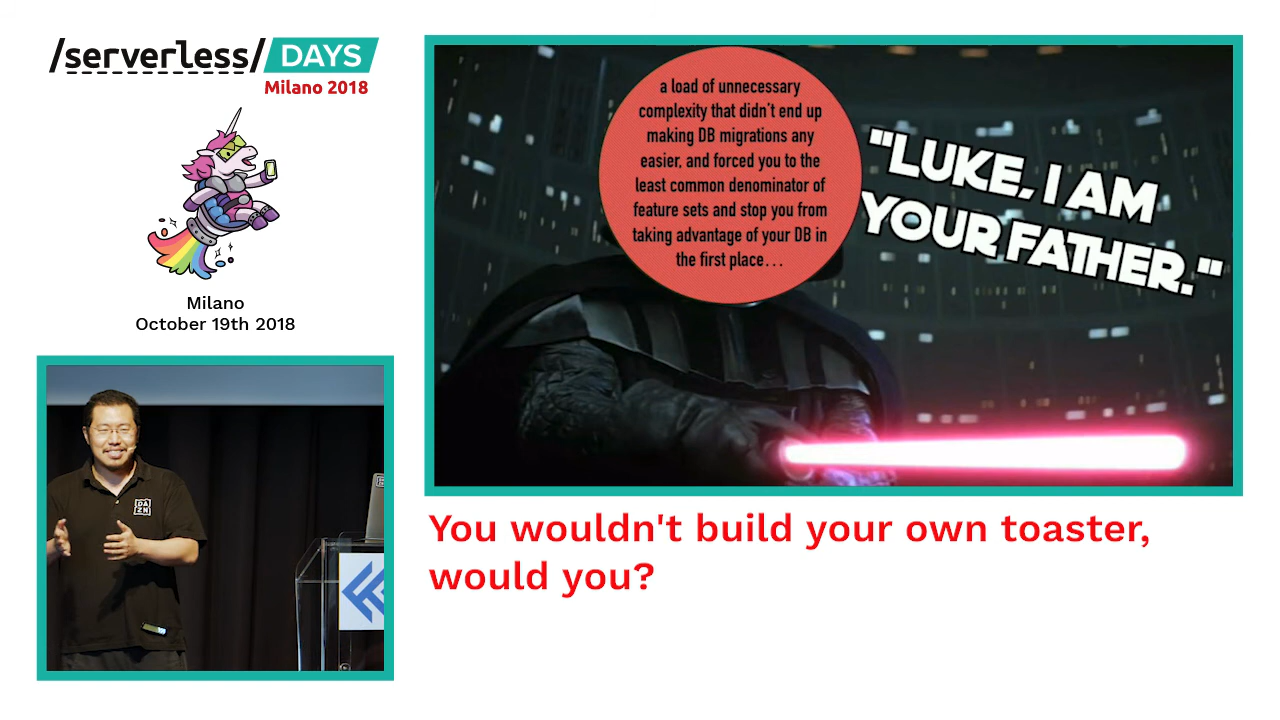 /serverless/ DAYS
Milano 2018
Milano
October 19th 2018
a load of unnecessary
complexity that didn't end up
making DB migrations any
easier, and forced you to the
least common denominator of
feature sets and stop you from
taking advantage of your DB in
the first place...
"LUKE, I AM
YOUR FATHER."
DA
ZN
You wouldn't build your own toaster,
would you?